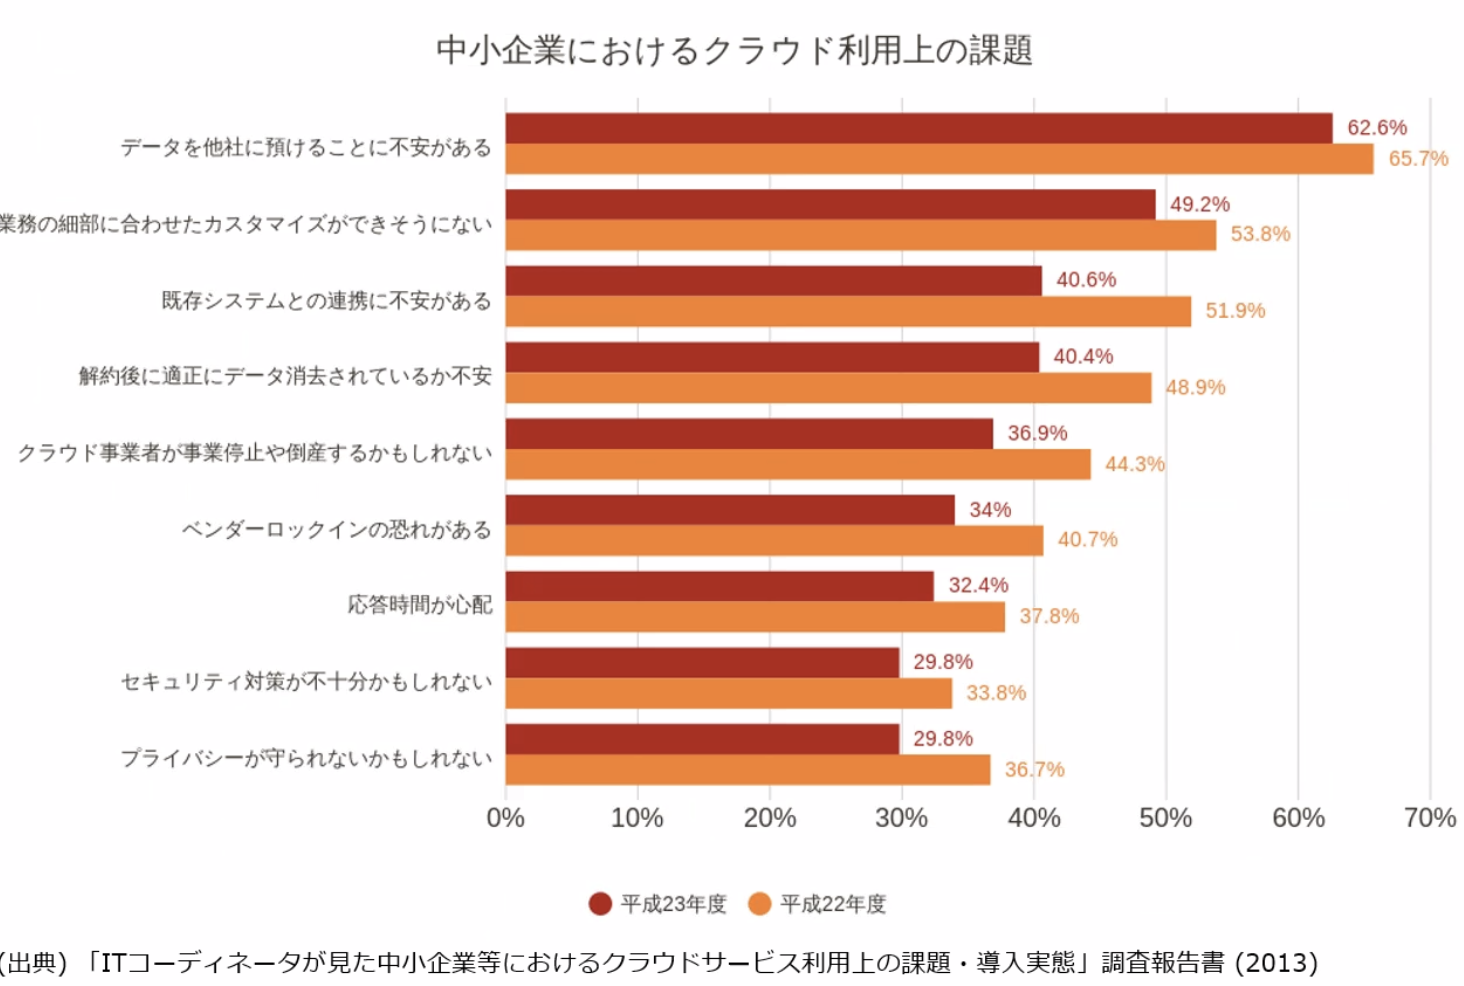 中小企業におけるクラウド利用上の課題
データを他社に預けることに不安がある
62.6%
65.7%
業務の細部に合わせたカスタマイズができそうにない
49.2%
53.8%
既存システムとの連携に不安がある
40.6%
51.9%
解約後に適正にデータ消去されているか不安
40.4%
48.9%
クラウド事業者が事業停止や倒産するかもしれない
36.9%
44.3%
ベンダーロックインの恐れがある
34%
40.7%
応答時間が心配
32.4%
37.8%
セキュリティ対策が不十分かもしれない
29.8%
33.8%
プライバシーが守られないかもしれない
29.8%
36.7%
0% 10% 20% 30% 40% 50% 60% 70%
平成23年度 平成22年度
(出典) 「ITコーディネータが見た中小企業等におけるクラウドサービス利用上の課題・導入実態」調査報告書 (2013)